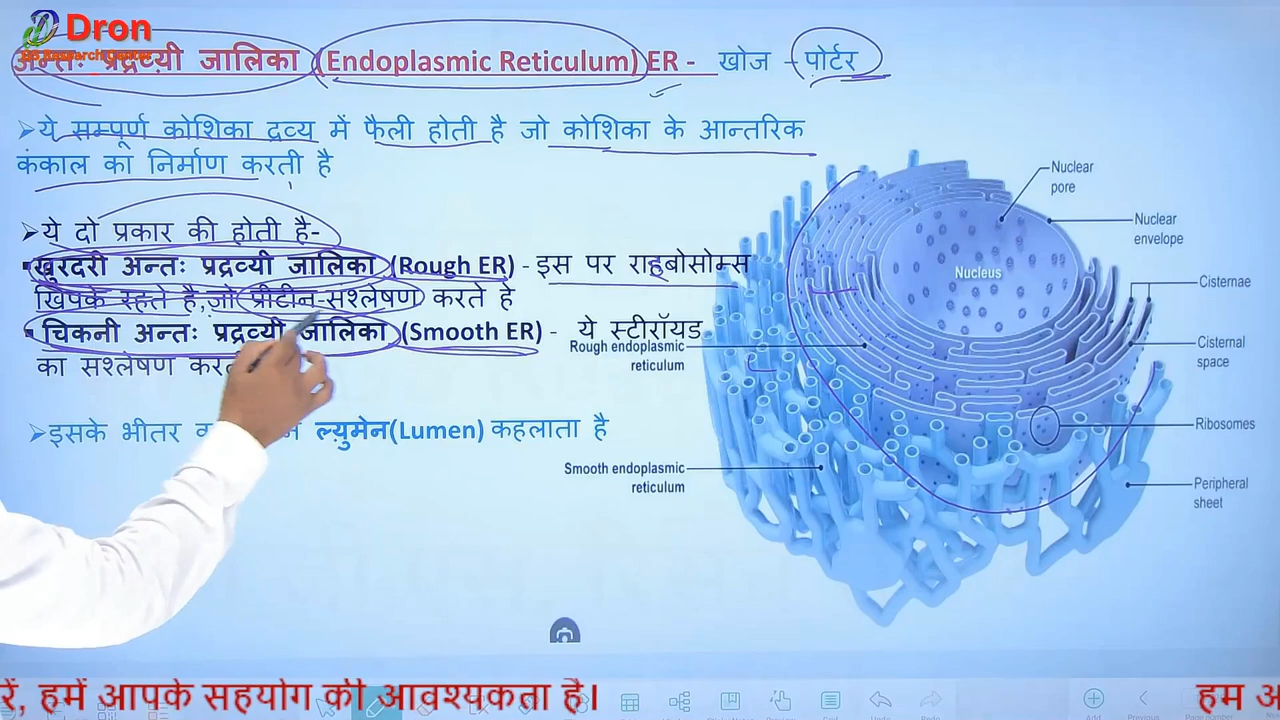 Dron
अन्तः प्रद्रव्यी जालिका (Endoplasmic Reticulum) ER - खोज – पोर्टर
➢ये सम्पूर्ण कोशिका द्रव्य में फैली होती है जो कोशिका के आन्तरिक
कंकाल का निर्माण करती है
➢ये दो प्रकार की होती है-
▪खुरदरी अन्तः प्रद्रव्यी जालिका (Rough ER) - इस पर राइबोसोम्स
चिपके रहते है,जो प्रोटीन-सश्लेषण करते हे
▪ चिकनी अन्तः प्रद्रव्यी जालिका (Smooth ER) - ये स्टीरॉयड
का सश्लेषण
➢इसके भीतर ल्युमेन(Lumen) कहलाता है
Nuclear
pore
Nuclear
envelope
Nucleus
Cisternae
Cisternal
space
Rough endoplasmic
reticulum
Ribosomes
Smooth endoplasmic
reticulum
Peripheral
sheet
रें, हमें आपके सहयोग की आवश्यकता है।
हम